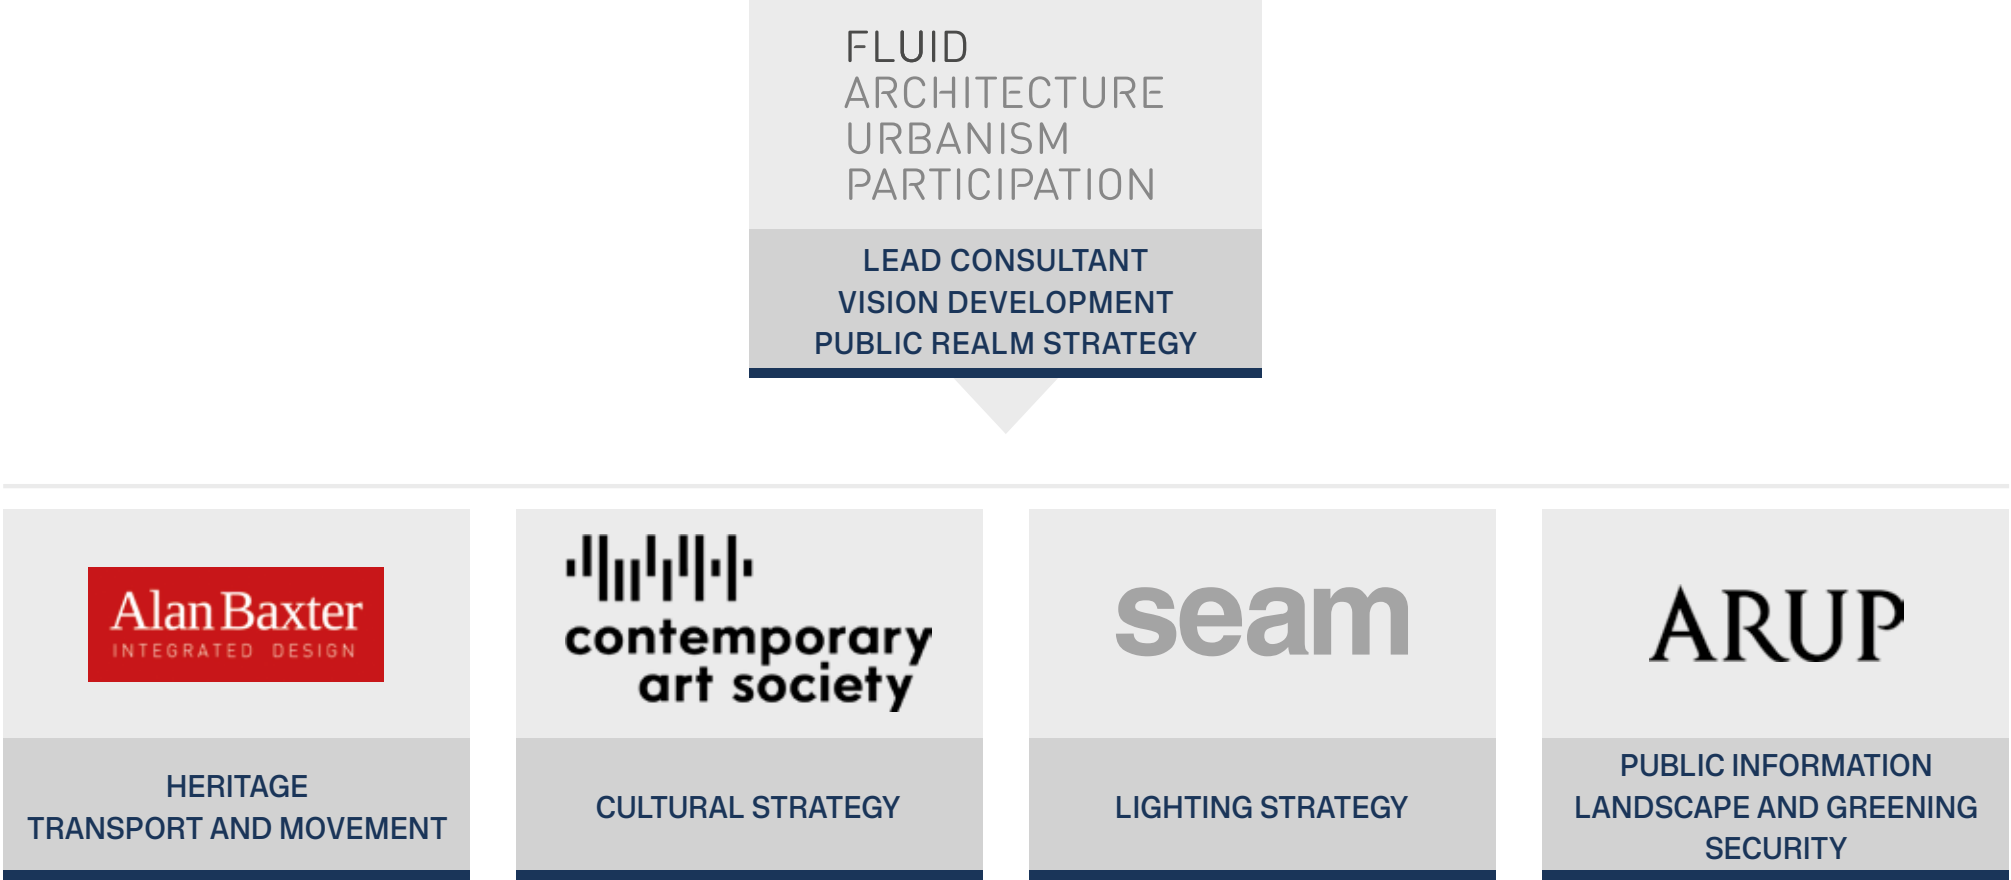 FLUID
ARCHITECTURE
URBANISM
PARTICIPATION
LEAD CONSULTANT
VISION DEVELOPMENT
PUBLIC REALM STRATEGY
Alan Baxter
INTEGRATED DESIGN
HERITAGE
TRANSPORT AND MOVEMENT
contemporary
art society
CULTURAL STRATEGY
seam
LIGHTING STRATEGY
ARUP
PUBLIC INFORMATION
LANDSCAPE AND GREENING
SECURITY